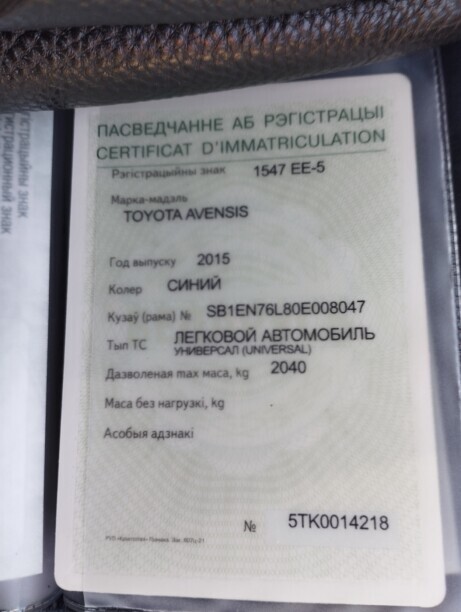 ПАСВЕДЧАННЕ АБ РЭГІСТРАЦЫІ
CERTIFICAT D'IMMATRICULATION
Рэгістрацыйны знак 1547 ЕЕ-5
Марка-мадэль
TOYOTA AVENSIS
Год выпуску 2015
Колер СИНИЙ
Кузаў (рама) № SB1EN76L80E008047
Тып ТС ЛЕГКОВОЙ АВТОМОБИЛЬ
УНИВЕРСАЛ (UNIVERSAL)
Дазволеная max маса, kg 2040
Маса без нагрузкі, kg
Асобыя адзнакі
№ 5TK0014218